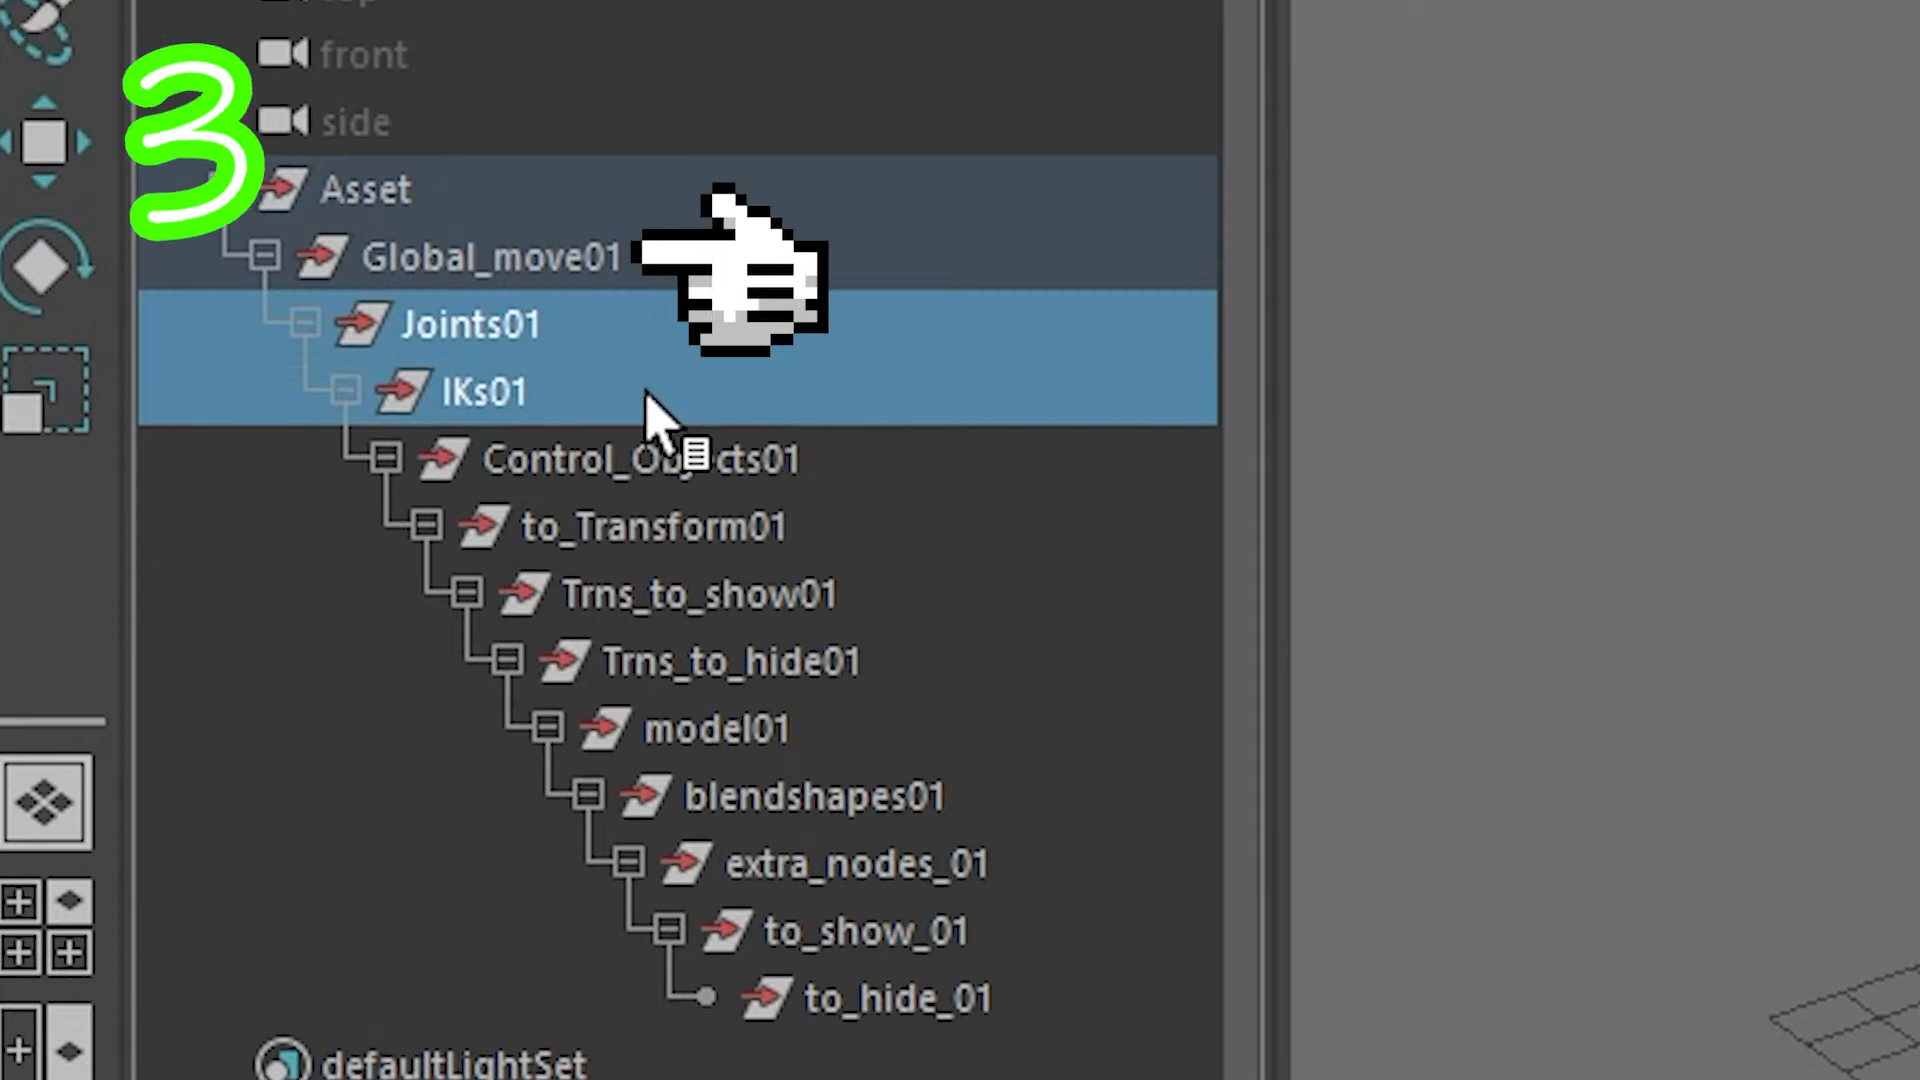 front
3
side
Asset
Global_move01
Joints01
IKs01
to_Transform01
Trns_to_show01
Trns_to_hide01
model01
blendshapes01
extra_nodes_01
to_show_01
to_hide_01
defaultLightSet